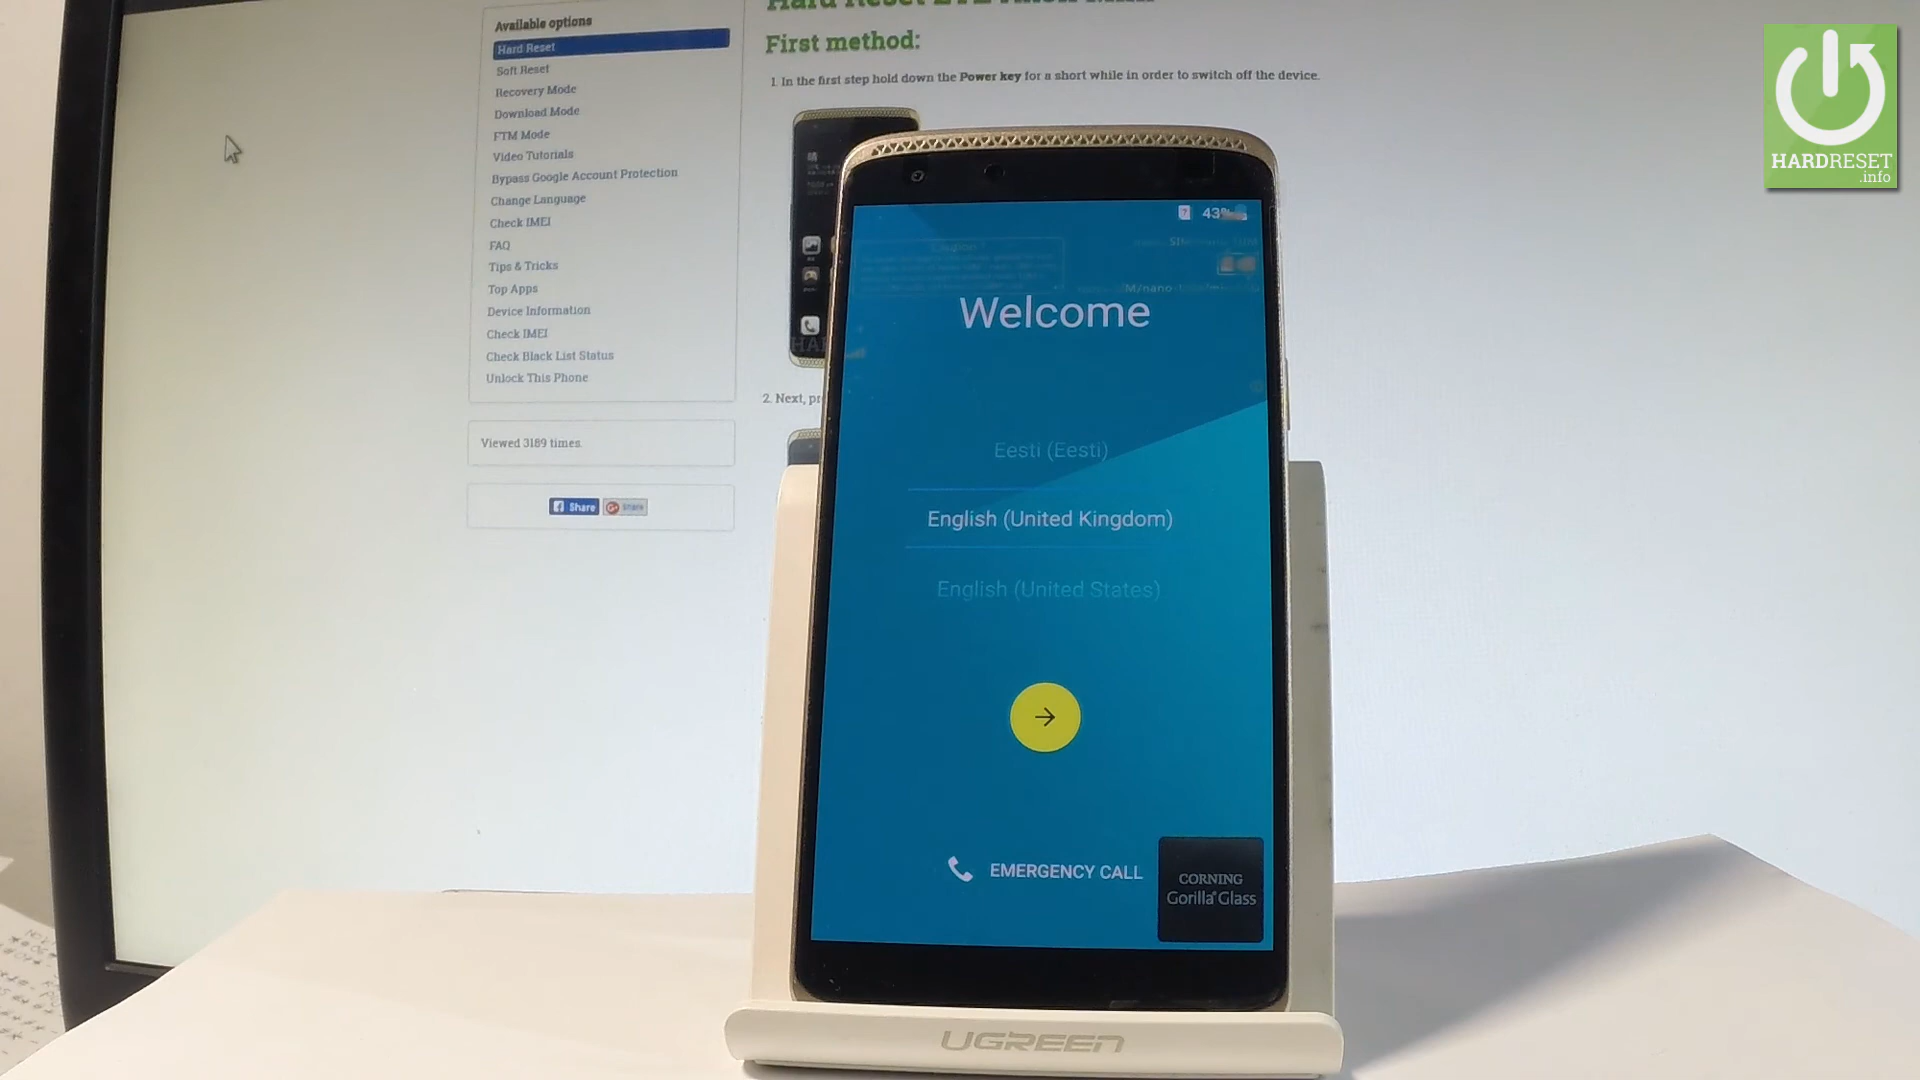 Available options
Hard Reset
Soft Reset
Recovery Mode
Download Mode
FTM Mode
Video Tutorials
Bypass Google Account Protection
Change Language
Check IMEI
FAQ
Tips & Tricks
Top Apps
Device Information
Check IMEI
Check Black List Status
Unlock This Phone
Viewed 3189 times.
Share
Share
First method:
1. In the first step hold down the Power key for a short while in order to switch off the device.
2. Next,
43%
Welcome
Eesti (Eesti)
English (United Kingdom)
English (United States)
EMERGENCY CALL
CORNING
Gorilla Glass
UGREEN
HARDRESET
.info